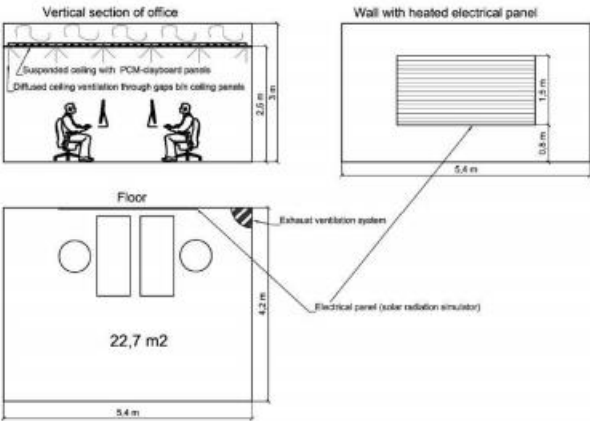 Vertical section of office
Suspended ceiling with PCM-clayboard panels
Diffused ceiling ventilation through gaps b/n ceiling panels
2,6 m
3 m
Wall with heated electrical panel
1,5 m
0,8 m
5,4 m
Floor
Exhaust ventilation system
Electrical panel (solar radiation simulator)
22,7 m2
4,2 m
5,4 m